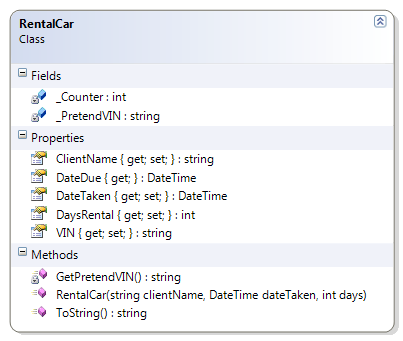 RentalCar
Class
Fields
_Counter : int
_PretendVIN : string
Properties
ClientName { get; set; } : string
DateDue { get; } : DateTime
DateTaken { get; set; } : DateTime
DaysRental { get; set; } : int
VIN { get; set; } : string
Methods
GetPretendVIN() : string
RentalCar(string clientName, DateTime dateTaken, int days)
ToString() : string